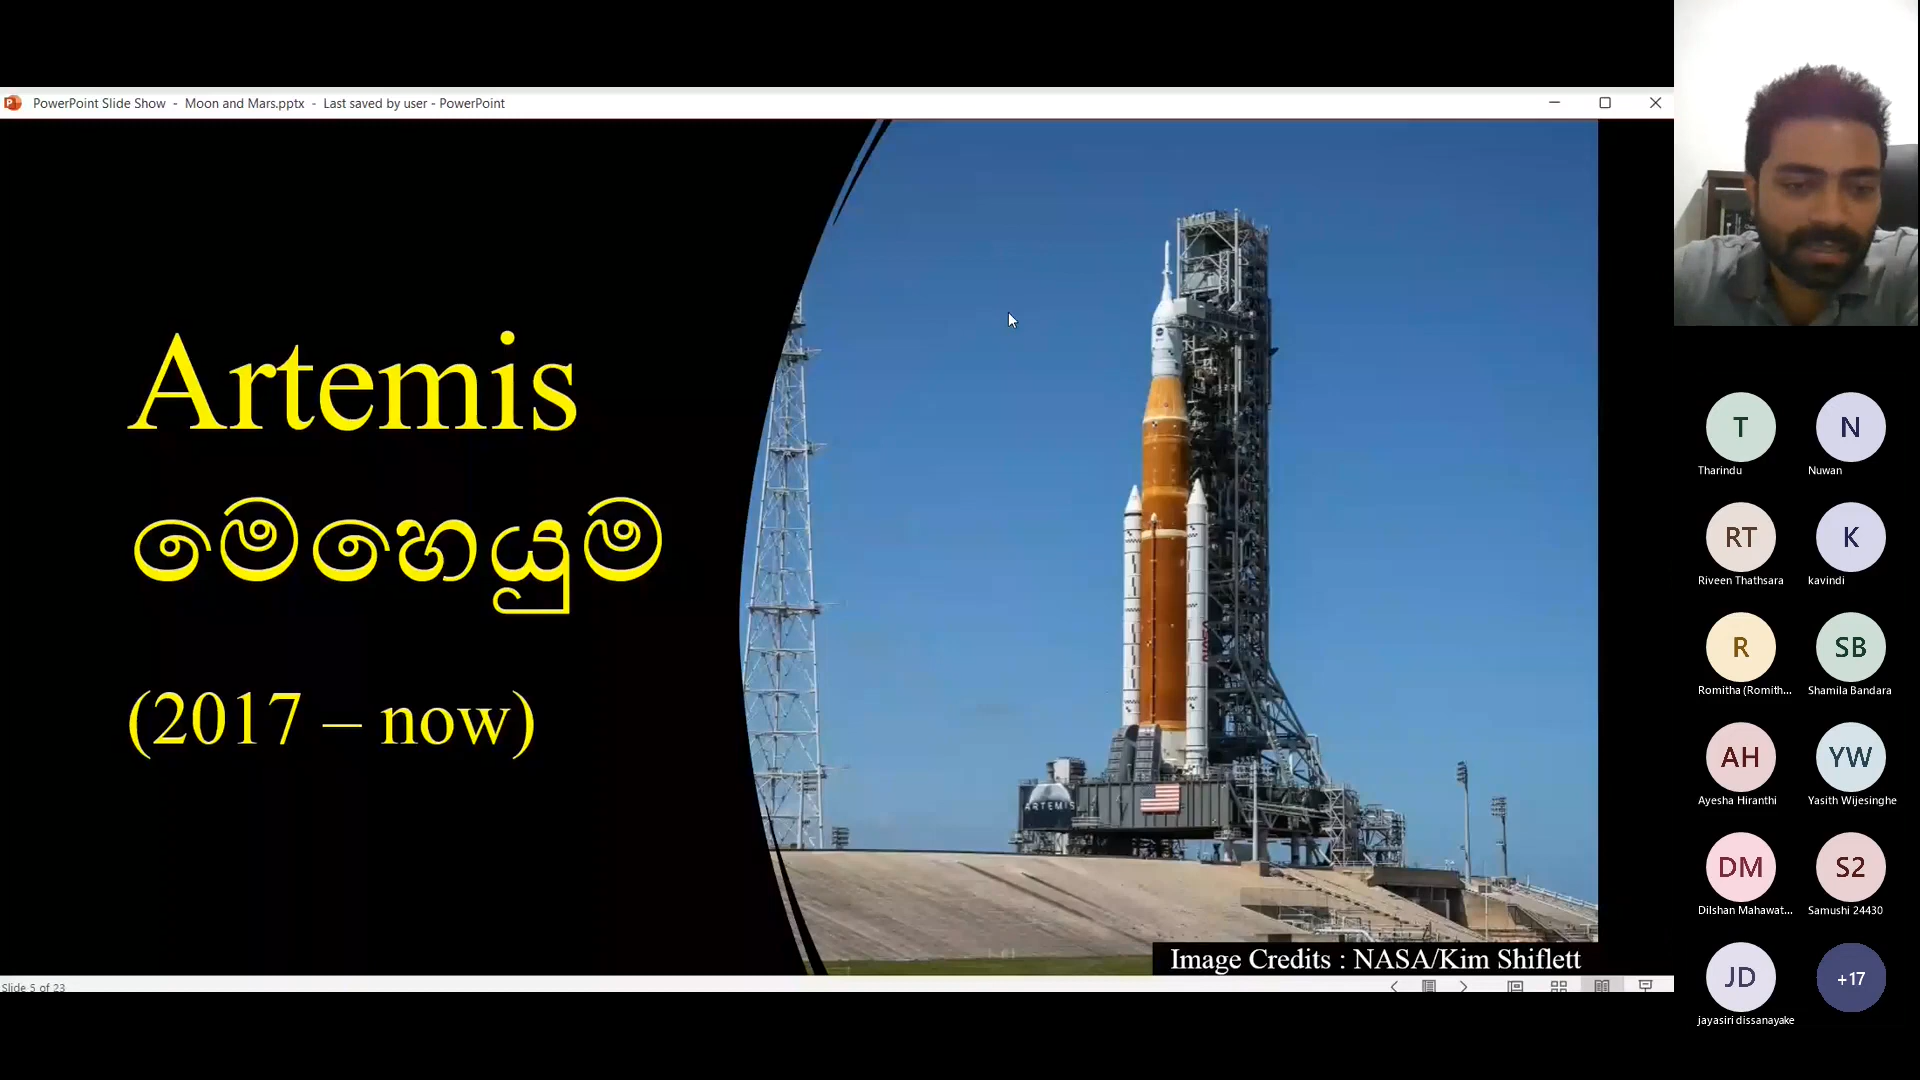 PowerPoint Slide Show - Moon and Mars.pptx - Last saved by user - PowerPoint
Artemis
මෙහෙයුම
(2017 – now)
ARTEMIS
Image Credits : NASA/Kim Shiflett
Slide 5 of 23
T
N
Tharindu
Nuwan
RT
K
Riveen Thathsara
kavindi
R
SB
Romitha (Romith...
Shamila Bandara
AH
YW
Ayesha Hiranthi
Yasith Wijesinghe
DM
S2
Dilshan Mahawat...
Samushi 24430
JD
+17
jayasiri dissanayake